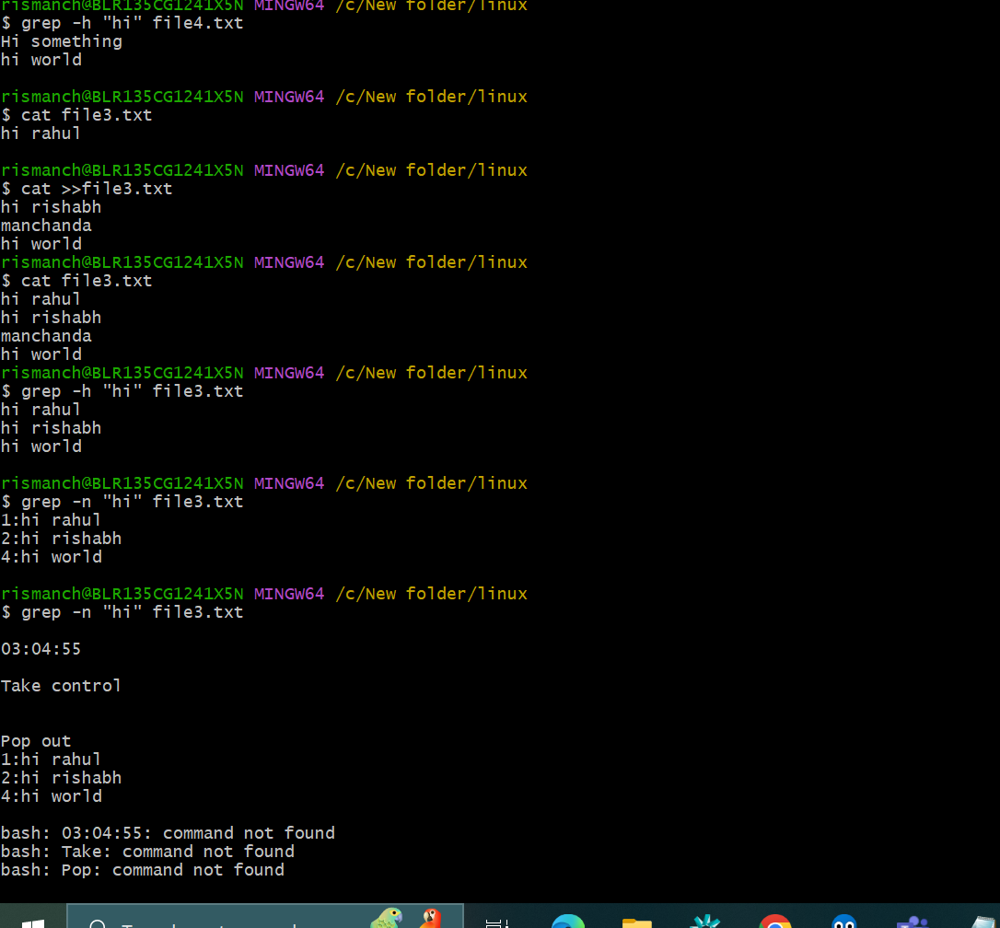 rismanch@BLR135CG1241X5N MINGW64 /c/New folder/linux
$ grep -h "hi" file4.txt
Hi something
hi world
rismanch@BLR135CG1241X5N MINGW64 /c/New folder/linux
$ cat file3.txt
hi rahul
rismanch@BLR135CG1241X5N MINGW64 /c/New folder/linux
$ cat >>file3.txt
hi rishabh
manchanda
hi world
rismanch@BLR135CG1241X5N MINGW64 /c/New folder/linux
$ cat file3.txt
hi rahul
hi rishabh
manchanda
hi world
rismanch@BLR135CG1241X5N MINGW64 /c/New folder/linux
$ grep -h "hi" file3.txt
hi rahul
hi rishabh
hi world
rismanch@BLR135CG1241X5N MINGW64 /c/New folder/linux
$ grep -n "hi" file3.txt
1:hi rahul
2:hi rishabh
4:hi world
rismanch@BLR135CG1241X5N MINGW64 /c/New folder/linux
$ grep -n "hi" file3.txt
03:04:55
Take control
Pop out
1:hi rahul
2:hi rishabh
4:hi world
bash: 03:04:55: command not found
bash: Take: command not found
bash: Pop: command not found